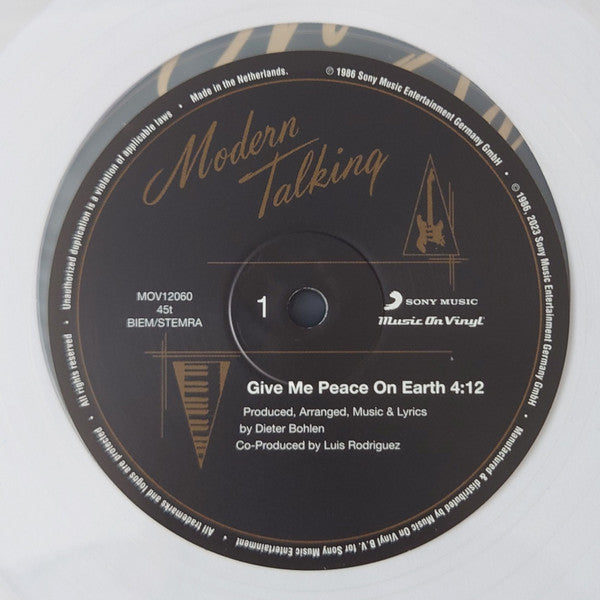 Modern
Talking
MOV12060
45t
BIEM/STEMRA
1
SONY MUSIC
Music On Vinyl
Give Me Peace On Earth 4:12
Produced, Arranged, Music & Lyrics
by Dieter Bohlen
Co-Produced by Luis Rodriguez
℗ 1986 Sony Music Entertainment Germany GmbH • © 1986, 2023 Sony Music Entertainment Germany GmbH • Manufactured & distributed by Music On Vinyl B.V. for Sony Music Entertainment • All trademarks and logos are protected • All rights reserved • Unauthorized duplication is a violation of applicable laws • Made in the Netherlands.